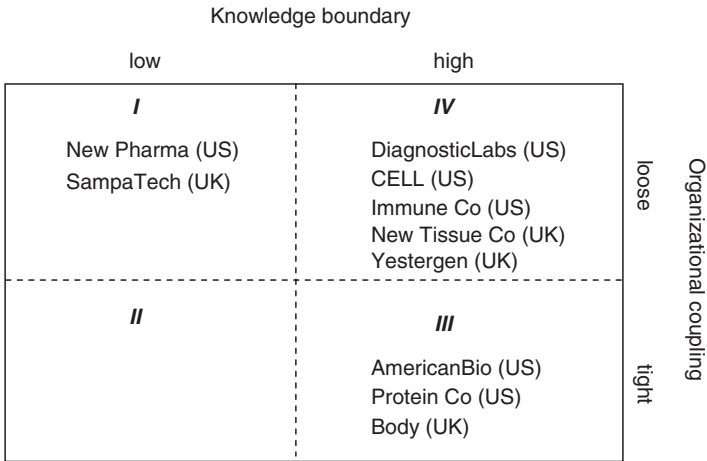 Knowledge boundary
low
high
I
New Pharma (US)
SampaTech (UK)
IV
DiagnosticLabs (US)
CELL (US)
Immune Co (US)
New Tissue Co (UK)
Yestergen (UK)
loose
Organizational coupling
II
III
AmericanBio (US)
Protein Co (US)
Body (UK)
tight